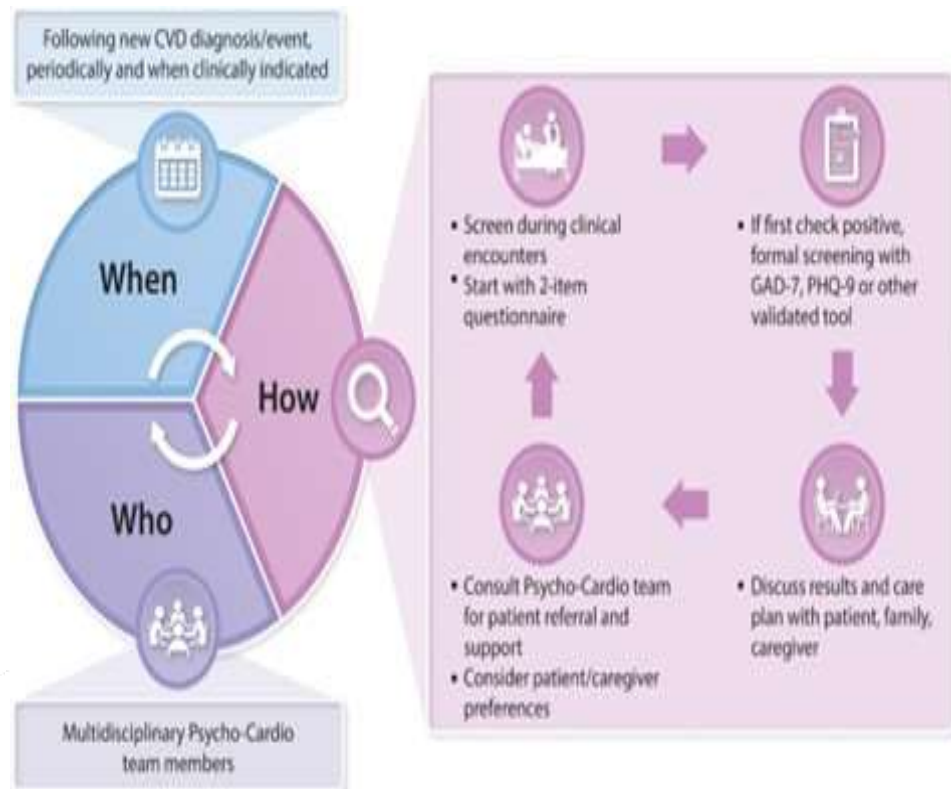 Following new CVD diagnosis/event,
periodically and when clinically indicated
When
How
Who
Multidisciplinary Psycho-Cardio
team members
• Screen during clinical
encounters
• Start with 2-item
questionnaire
• If first check positive,
formal screening with
GAD-7, PHQ-9 or other
validated tool
• Discuss results and care
plan with patient, family,
caregiver
• Consult Psycho-Cardio team
for patient referral and
support
• Consider patient/caregiver
preferences